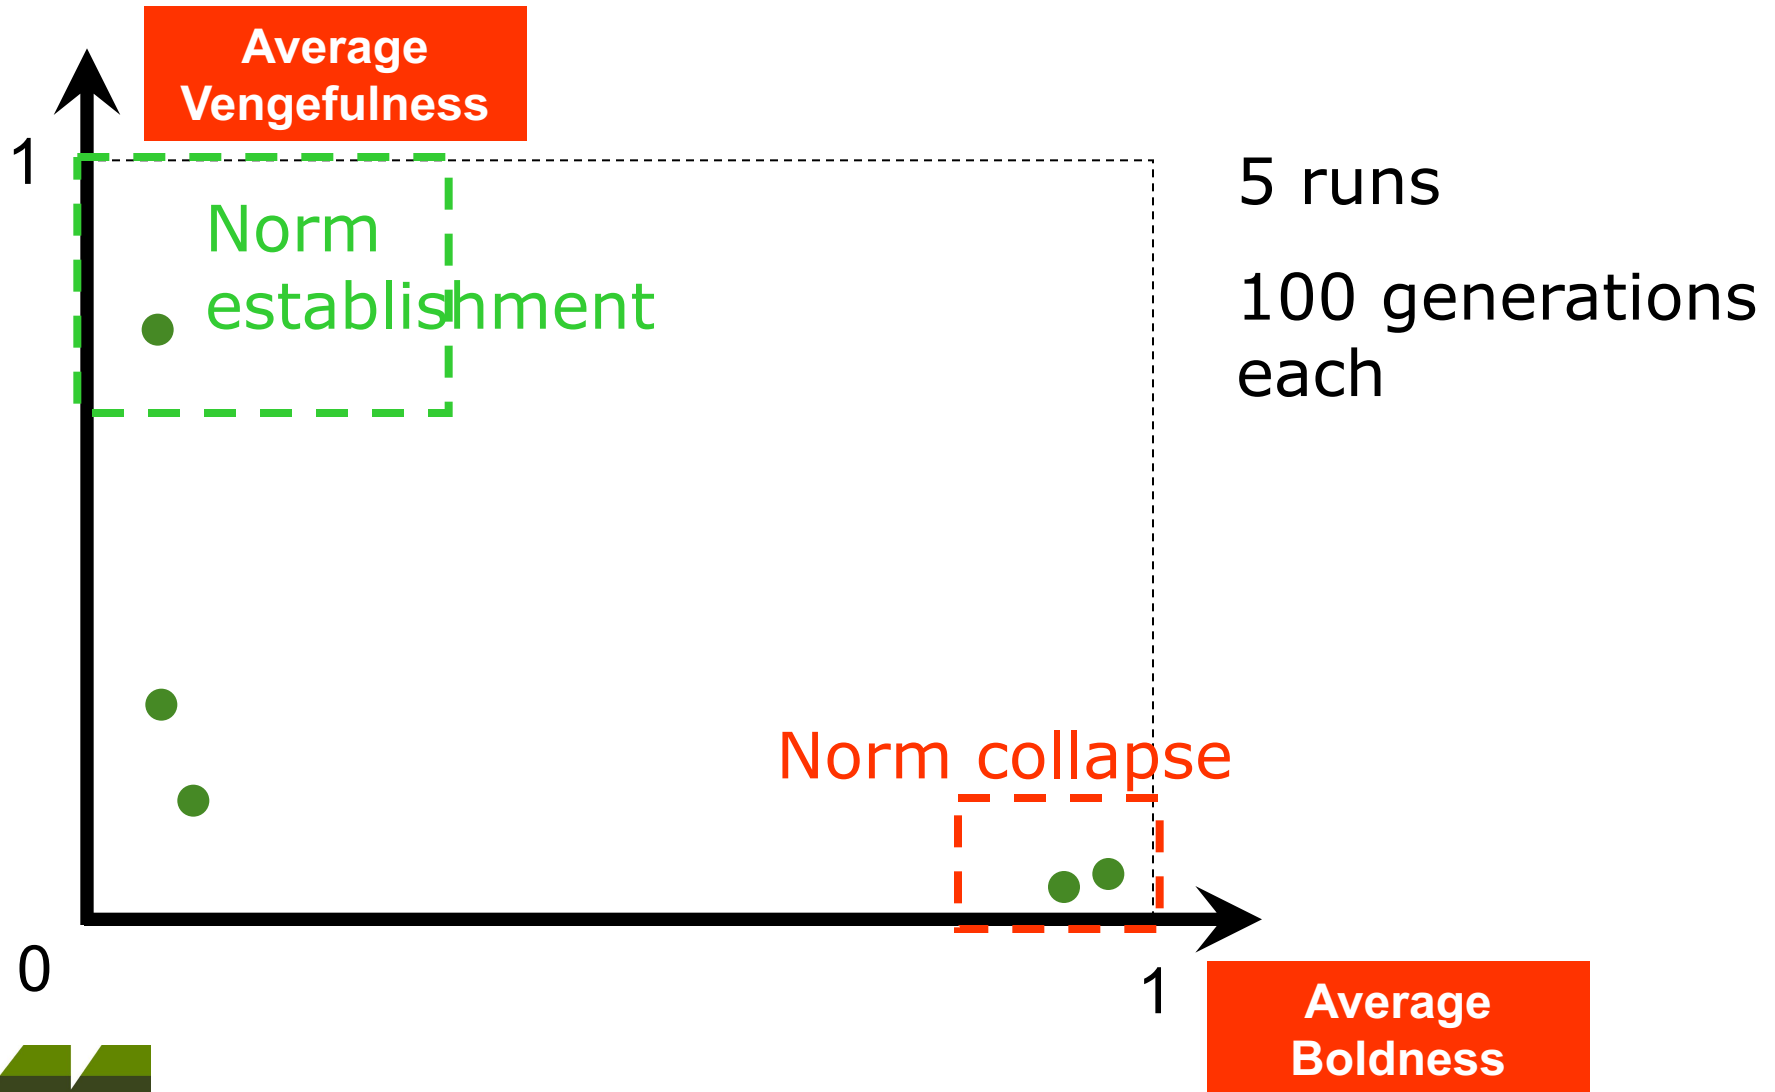 Average
Vengefulness
1
Norm
establishment
5 runs
100 generations
each
Norm collapse
0
1
Average
Boldness